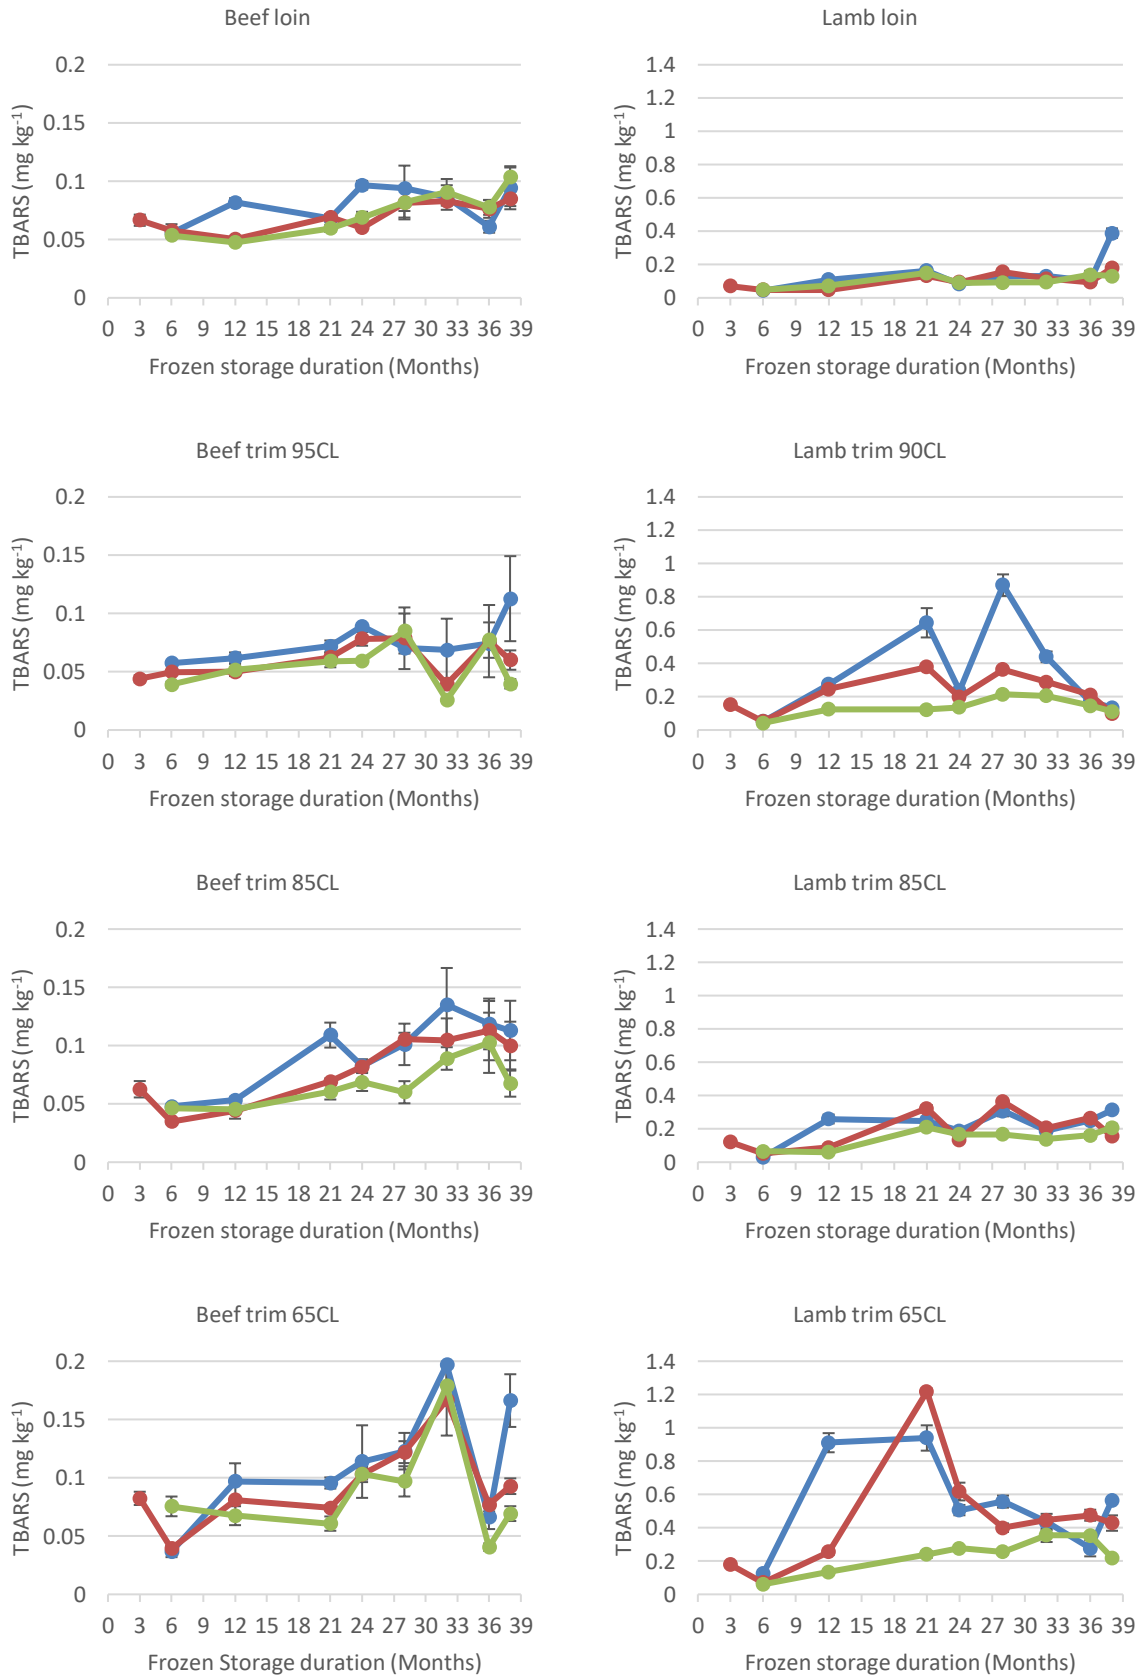 Beef loin
TBARS (mg kg-1)
0.2
0.15
0.1
0.05
0
0 3 6 9 12 15 18 21 24 27 30 33 36 39
Frozen storage duration (Months)
Lamb loin
TBARS (mg kg-1)
1.4
1.2
1
0.8
0.6
0.4
0.2
0
0 3 6 9 12 15 18 21 24 27 30 33 36 39
Frozen storage duration (Months)
Beef trim 95CL
TBARS (mg kg-1)
0.2
0.15
0.1
0.05
0
0 3 6 9 12 15 18 21 24 27 30 33 36 39
Frozen storage duration (Months)
Lamb trim 90CL
TBARS (mg kg-1)
1.4
1.2
1
0.8
0.6
0.4
0.2
0
0 3 6 9 12 15 18 21 24 27 30 33 36 39
Frozen storage duration (Months)
Beef trim 85CL
TBARS (mg kg-1)
0.2
0.15
0.1
0.05
0
0 3 6 9 12 15 18 21 24 27 30 33 36 39
Frozen storage duration (Months)
Lamb trim 85CL
TBARS (mg kg-1)
1.4
1.2
1
0.8
0.6
0.4
0.2
0
0 3 6 9 12 15 18 21 24 27 30 33 36 39
Frozen storage duration (Months)
Beef trim 65CL
TBARS (mg kg-1)
0.2
0.15
0.1
0.05
0
0 3 6 9 12 15 18 21 24 27 30 33 36 39
Frozen Storage duration (Months)
Lamb trim 65CL
TBARS (mg kg-1)
1.4
1.2
1
0.8
0.6
0.4
0.2
0
0 3 6 9 12 15 18 21 24 27 30 33 36 39
Frozen storage duration (Months)